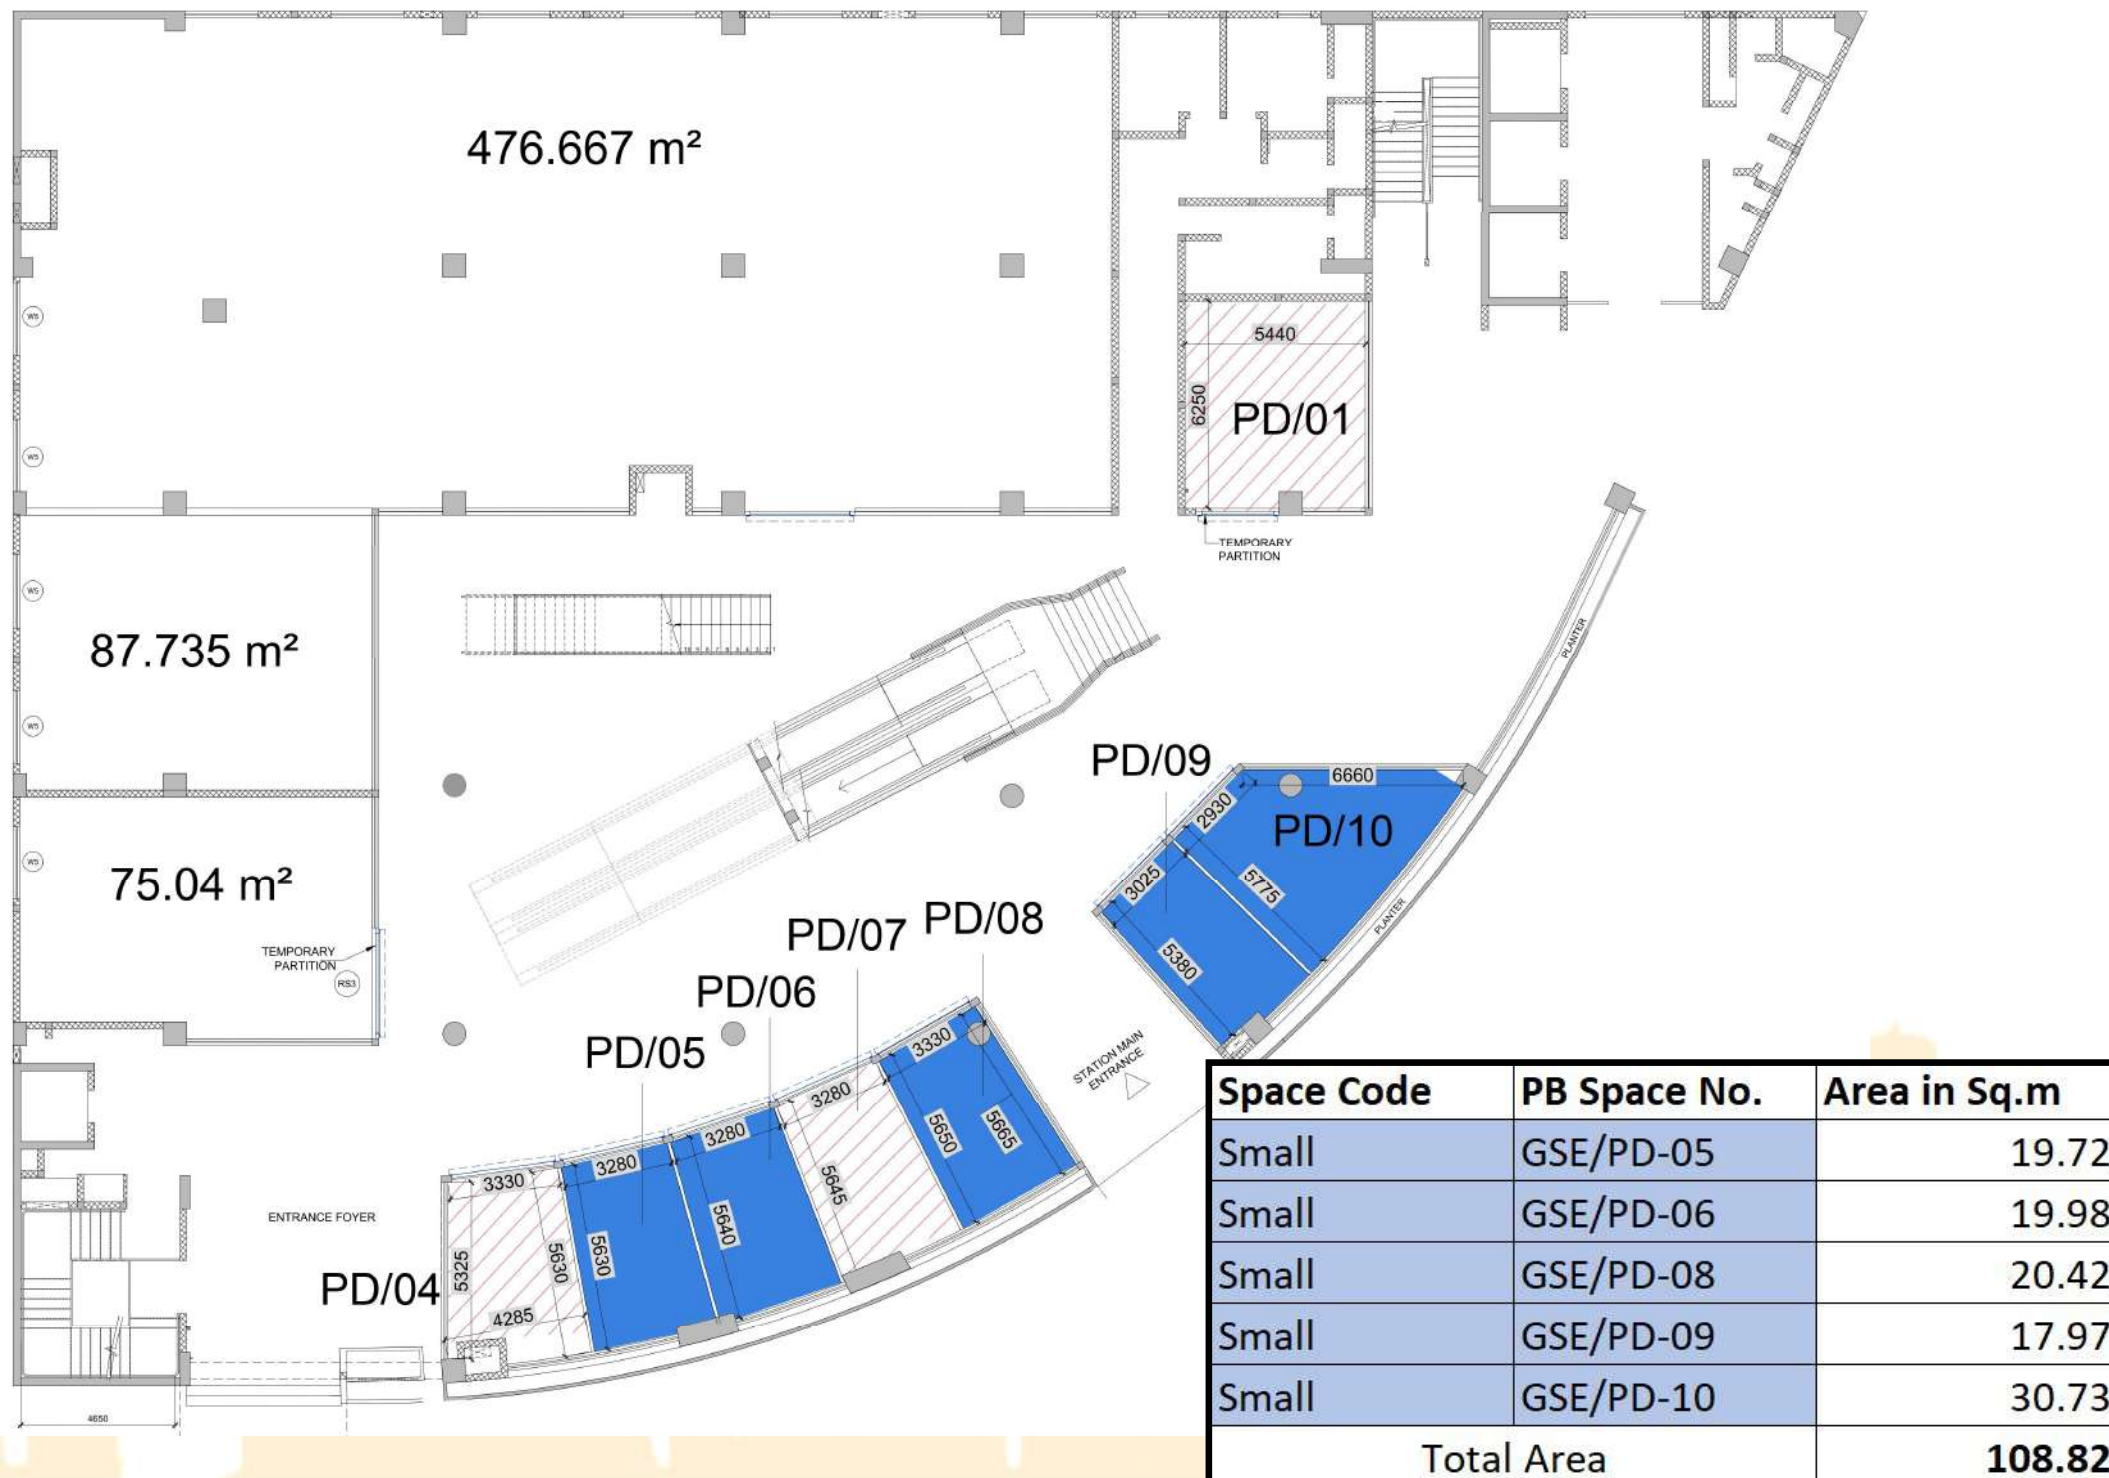 476.667 m²
W5
5440
6250
PD/01
W5
TEMPORARY
PARTITION
W5
87.735 m²
PLANTER
W5
PD/09
6660
2930
PD/10
W5
75.04 m²
3025
5775
PLANTER
PD/08
PD/07
TEMPORARY
PARTITION
RS3
5380
PD/06
PD/05
3330
STATION MAIN
ENTRANCE
3280
5650
5665
3280
3280
5645
3330
ENTRANCE FOYER
5640
5325
5630
5630
PD/04
4285
4650
Space Code PB Space No. Area in Sq.m
Small GSE/PD-05 19.72
Small GSE/PD-06 19.98
Small GSE/PD-08 20.42
Small GSE/PD-09 17.97
Small GSE/PD-10 30.73
Total Area 108.82